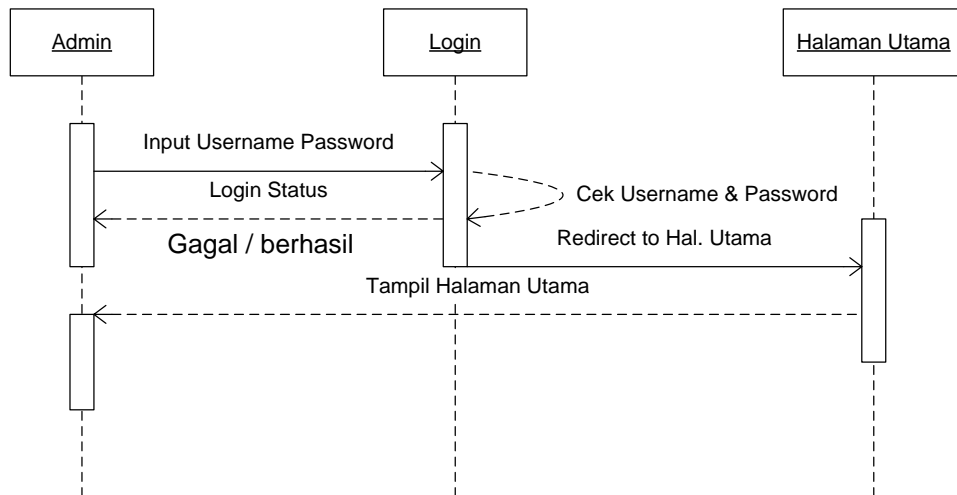 Admin
Login
Halaman Utama
Input Username Password
Login Status
Cek Username & Password
Gagal / berhasil
Redirect to Hal. Utama
Tampil Halaman Utama